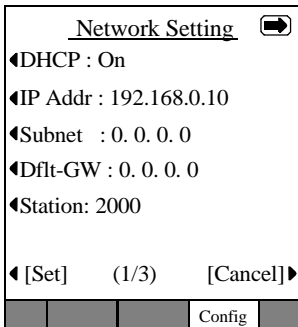 Network Setting
DHCP : On
IP Addr : 192.168.0.10
Subnet : 0. 0. 0. 0
Dflt-GW : 0. 0. 0. 0
Station: 2000
[Set] (1/3) [Cancel]
Config